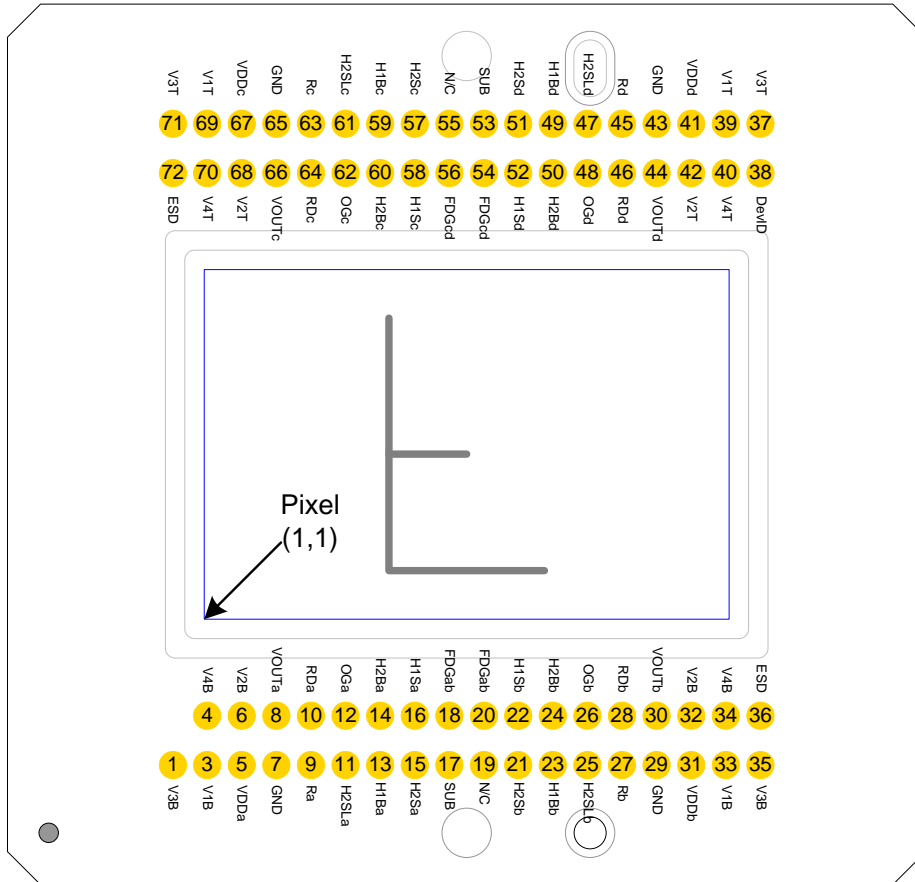 V3T V1T VDDc GND Rc H2SLc H1Bc H2Sc N/C SUB H2Sd H1Bd H2SLd Rd GND VDDd V1T V3T
71 69 67 65 63 61 59 57 55 53 51 49 47 45 43 41 39 37
72 70 68 66 64 62 60 58 56 54 52 50 48 46 44 42 40 38
ESD V4T V2T VOUTc RDc OGc H2Bc H1Sc FDGcd FDGcd H1Sd H2Bd OGd RDd VOUTd V2T V4T DevID
Pixel
(1,1)
V4B V2B VOUTa RDa OGa H2Ba H1Sa FDGab FDGab H1Sb H2Bb OGb RDb VOUTb V2B V4B ESD
4 6 8 10 12 14 16 18 20 22 24 26 28 30 32 34 36
1 3 5 7 9 11 13 15 17 19 21 23 25 27 29 31 33 35
V3B V1B VDDa GND Ra H2SLa H1Ba H2Sa SUB N/C H2Sb H1Bb H2SLb Rb GND VDDb V1B V3B